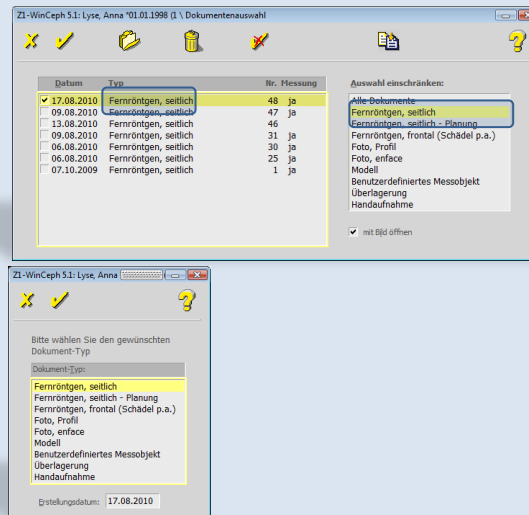 Z1-WinCeph 5.1: Lyse, Anna *01.01.1998 (1 \ Dokumentenauswahl
Datum Typ Nr. Messung
17.08.2010 Fernröntgen, seitlich 48 ja
09.08.2010 Fernröntgen, seitlich 47 ja
13.08.2010 Fernröntgen, seitlich 46
09.08.2010 Fernröntgen, seitlich 31 ja
06.08.2010 Fernröntgen, seitlich 30 ja
06.08.2010 Fernröntgen, seitlich 25 ja
07.10.2009 Fernröntgen, seitlich 1 ja
Auswahl einschränken:
Alle Dokumente
Fernröntgen, seitlich
Fernröntgen, seitlich - Planung
Fernröntgen, frontal (Schädel p.a.)
Foto, Profil
Foto, enface
Modell
Benutzerdefiniertes Messobjekt
Überlagerung
Handaufnahme
mit Bild öffnen
Z1-WinCeph 5.1: Lyse, Anna
Bitte wählen Sie den gewünschten
Dokument-Typ
Dokument-Typ:
Fernröntgen, seitlich
Fernröntgen, seitlich - Planung
Fernröntgen, frontal (Schädel p.a.)
Foto, Profil
Foto, enface
Modell
Benutzerdefiniertes Messobjekt
Überlagerung
Handaufnahme
Erstellungsdatum: 17.08.2010